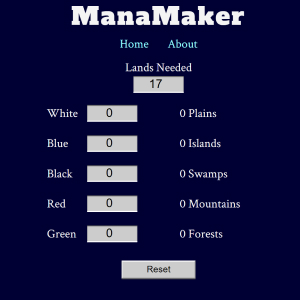 ManaMaker
Home About
Lands Needed
17
White 0 0 Plains
Blue 0 0 Islands
Black 0 0 Swamps
Red 0 0 Mountains
Green 0 0 Forests
Reset